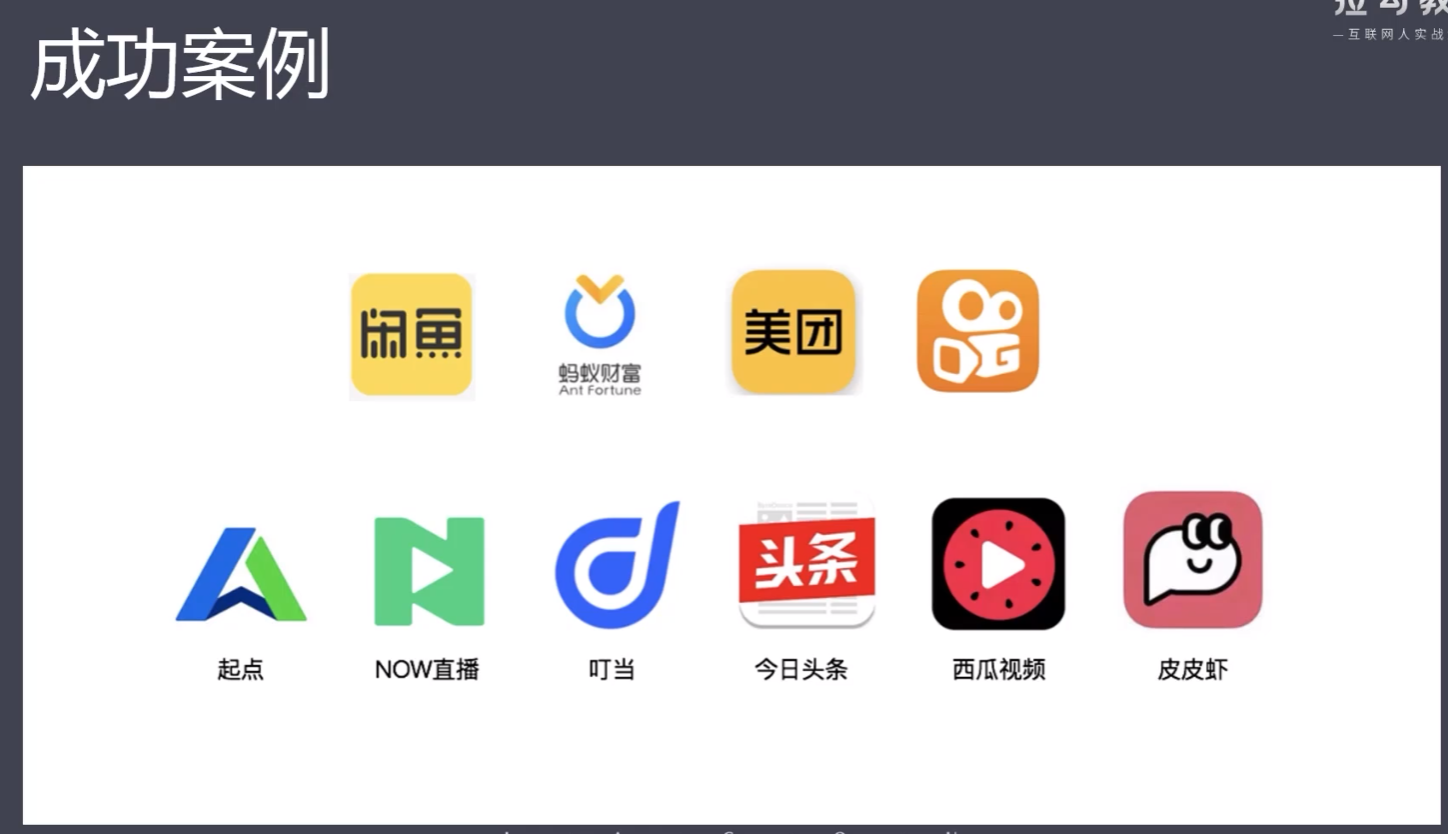 成功案例
一互联网人实战
闲鱼
蚂蚁财富
Ant Fortune
美团
头条
起点
NOW直播
叮当
今日头条
西瓜视频
皮皮虾